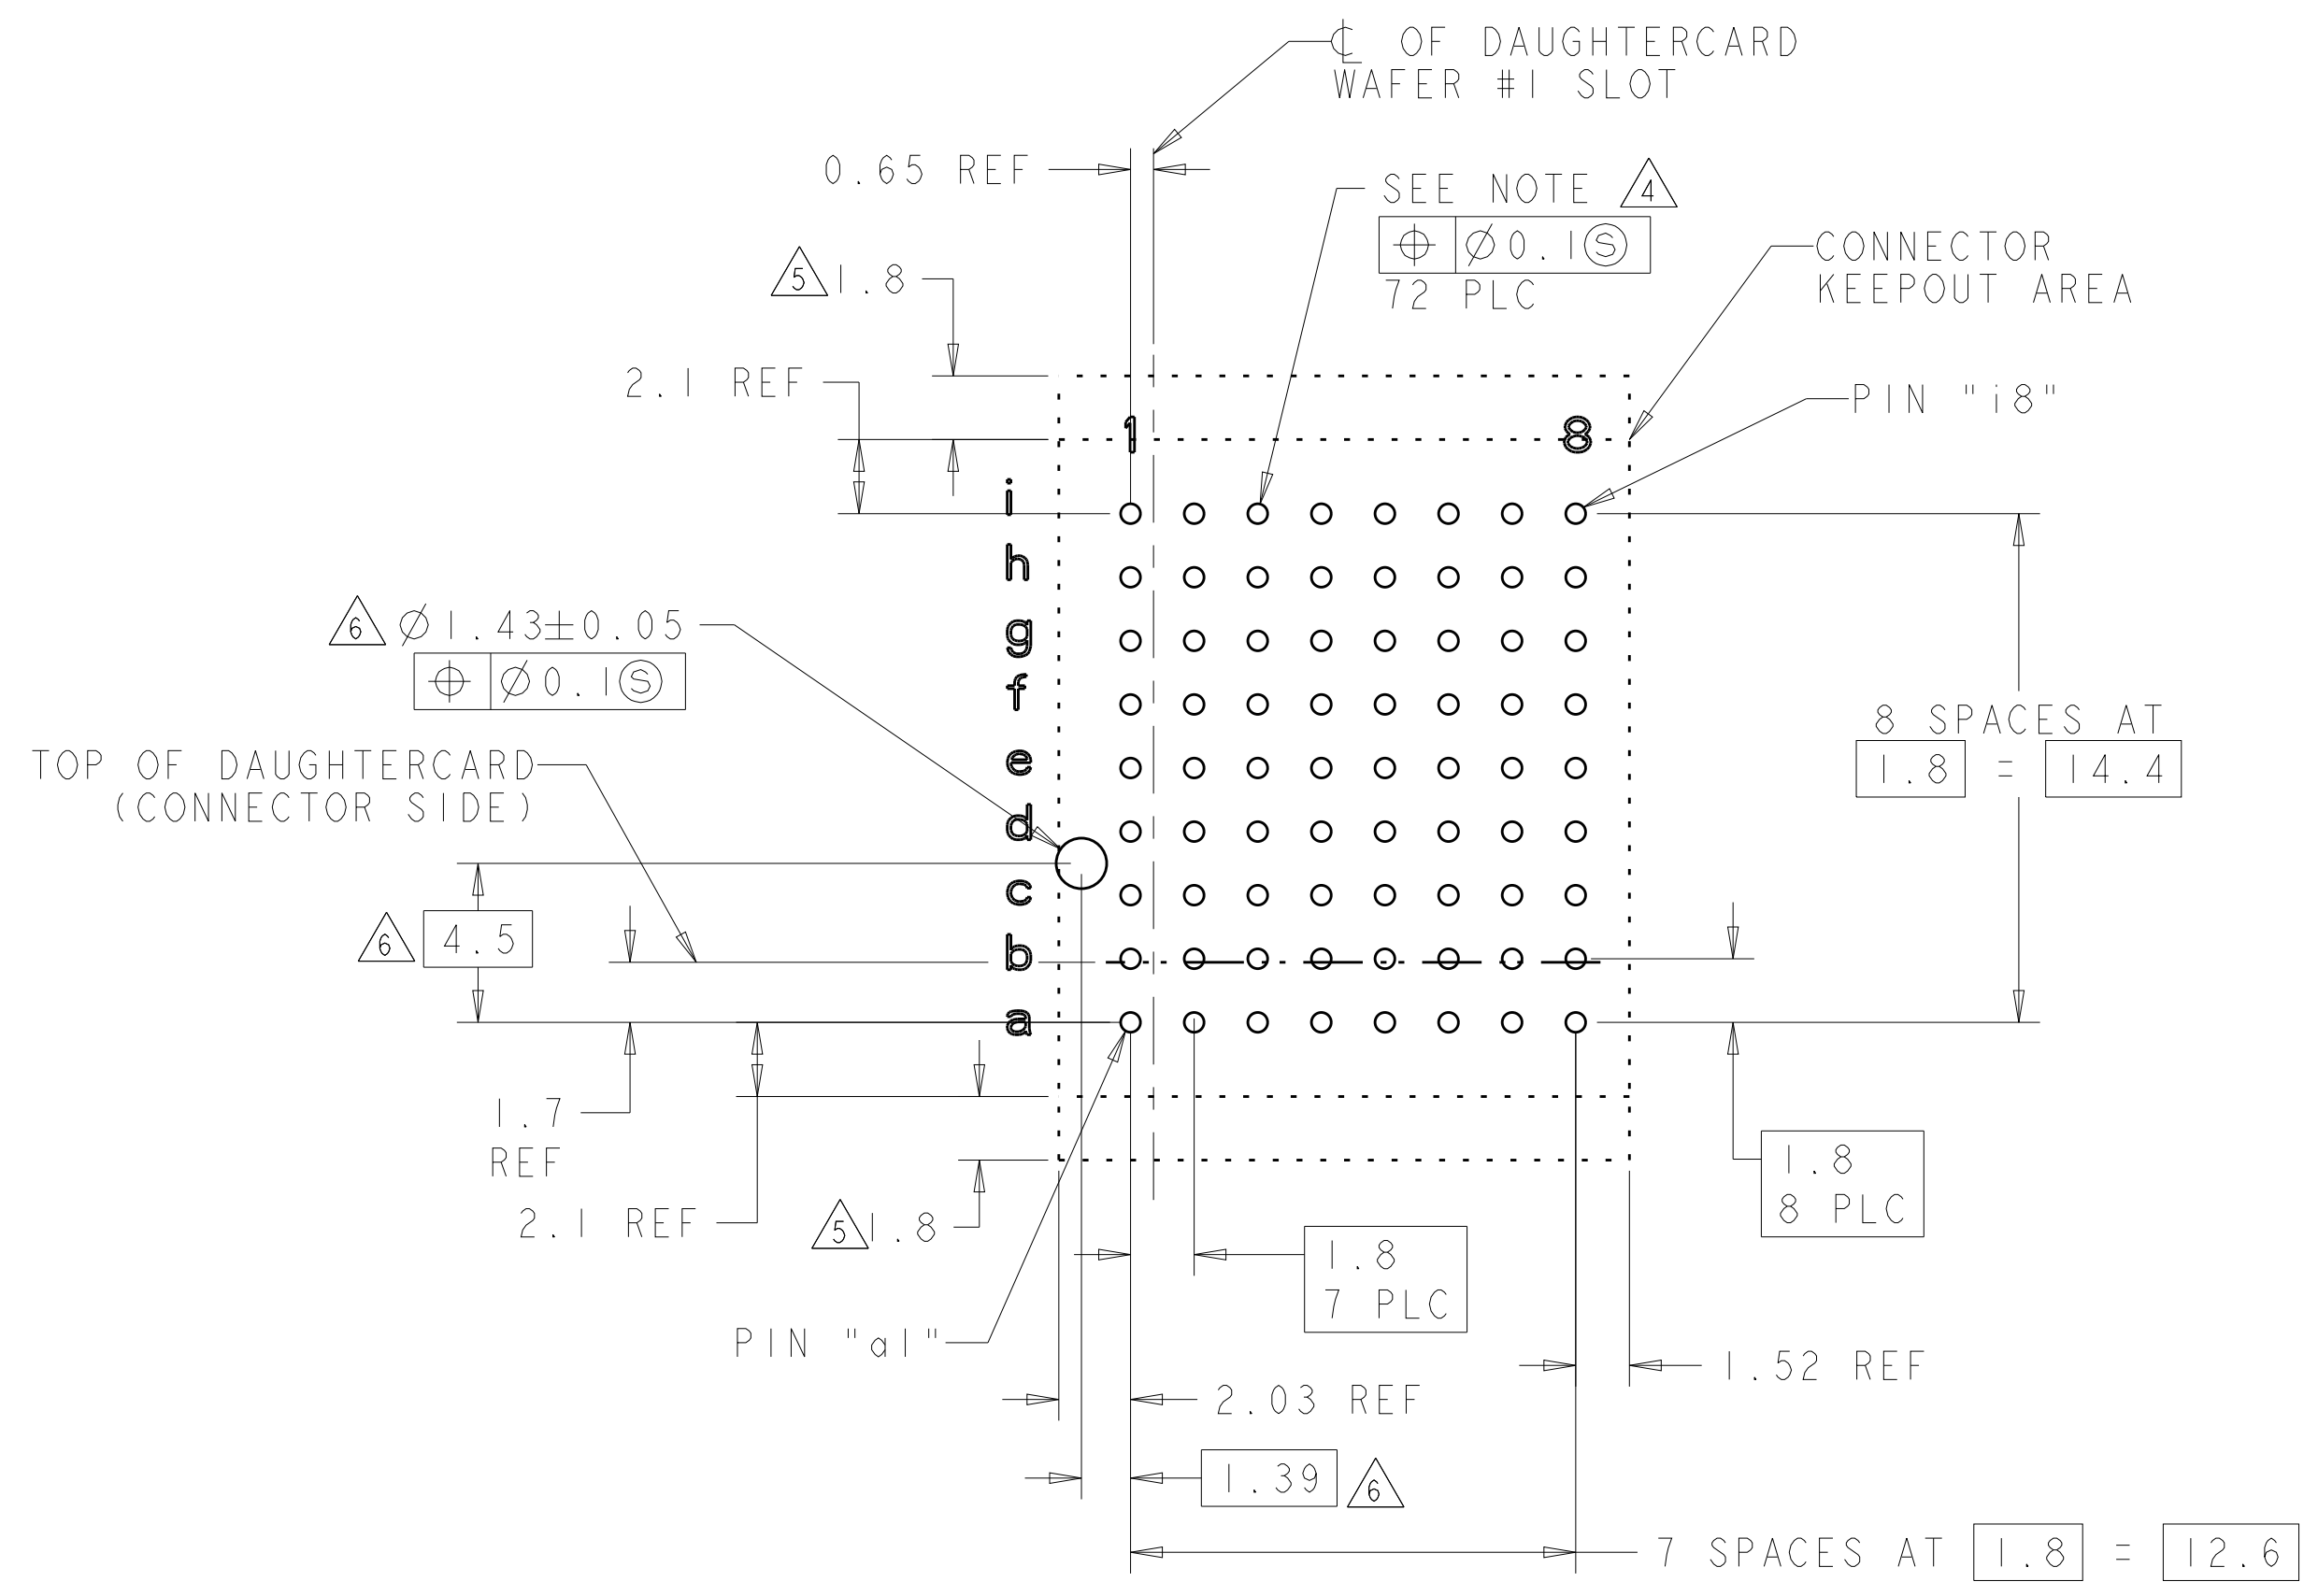 ℄ OF DAUGHTERCARD
WAFER #1 SLOT
0.65 REF
SEE NOTE 4
⌖ ⌀0.1Ⓢ
72 PLC
CONNECTOR
KEEPOUT AREA
5 1.8
2.1 REF
PIN "i8"
1 8
i
h
g
f
e
d
c
b
a
6 ⌀1.43±0.05
⌖ ⌀0.1Ⓢ
8 SPACES AT
1.8 = 14.4
TOP OF DAUGHTERCARD
(CONNECTOR SIDE)
6 4.5
1.7
REF
2.1 REF
5 1.8
1.8
8 PLC
1.8
7 PLC
PIN "a1"
1.52 REF
2.03 REF
1.39 6
7 SPACES AT 1.8 = 12.6